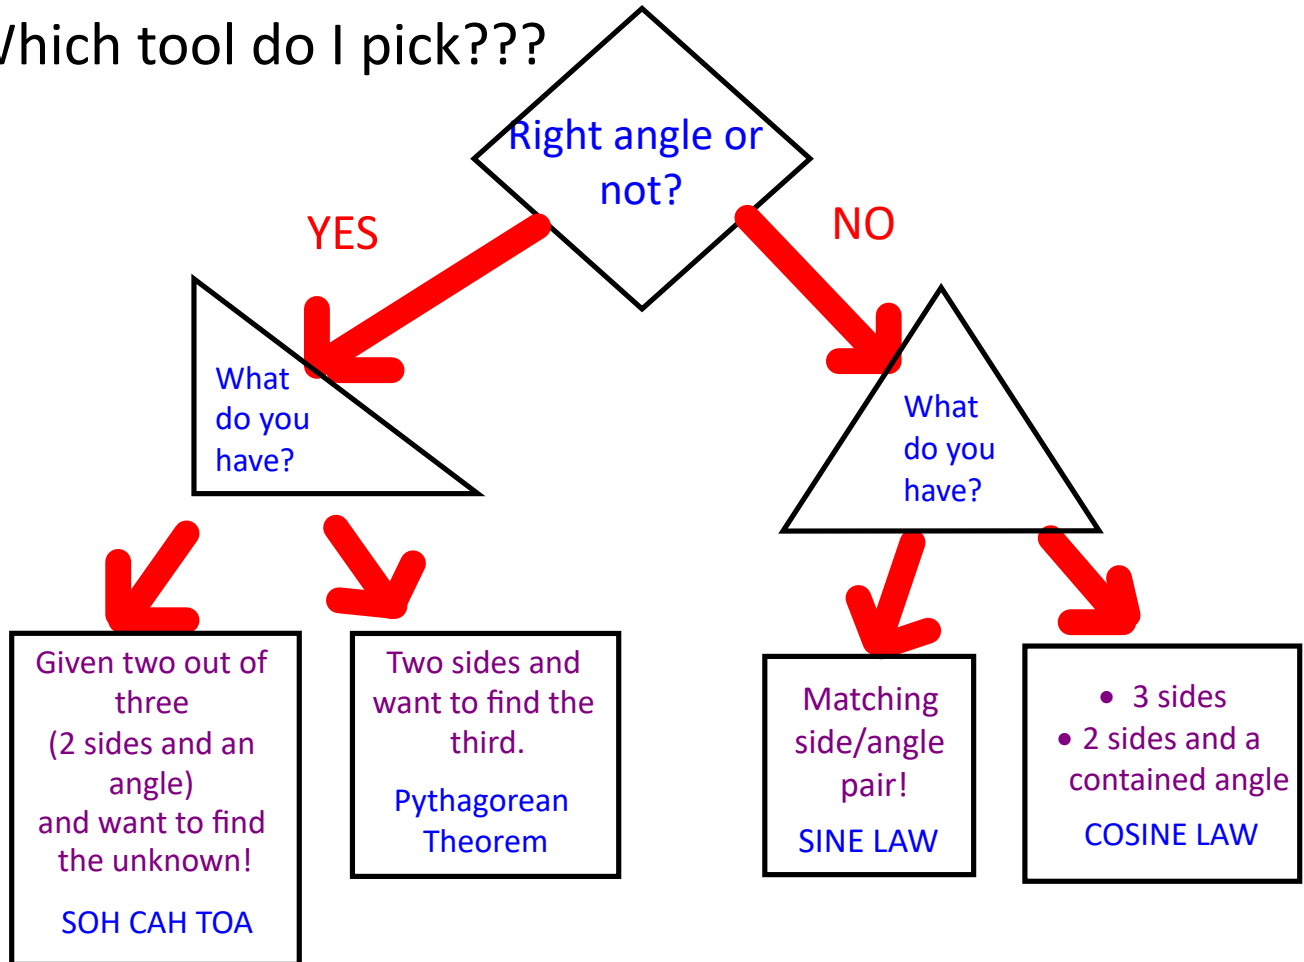 Which tool do I pick???
Right angle or
not?
YES
NO
What
do you
have?
What
do you
have?
Given two out of
three
(2 sides and an
angle)
and want to find
the unknown!
SOH CAH TOA
Two sides and
want to find the
third.
Pythagorean
Theorem
Matching
side/angle
pair!
SINE LAW
• 3 sides
• 2 sides and a
contained angle
COSINE LAW